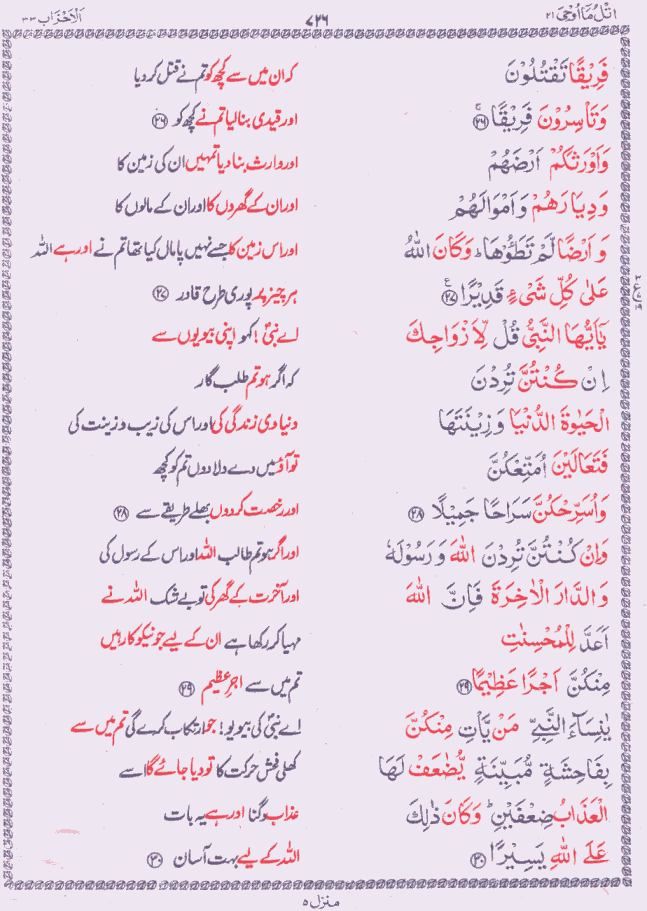 اتل ما اوحی ۲۱ ۷۲۶ الاحزاب ۳۳
فَرِيْقًا تَقْتُلُوْنَ کہ ان میں سے کچھ کو تم نے قتل کر دیا
وَتَاْسِرُوْنَ فَرِيْقًا ﴿۲۶﴾ اور قیدی بنا لیا تم نے کچھ کو ﴿۲۶﴾
وَاَوْرَثَكُمْ اَرْضَهُمْ اور وارث بنا دیا تمہیں ان کی زمین کا
وَدِيَارَهُمْ وَاَمْوَالَهُمْ اور ان کے گھروں کا اور ان کے مالوں کا
وَاَرْضًا لَّمْ تَطَـُٔوْهَا ؕ وَكَانَ اللّٰهُ اور اس زمین کا جسے نہیں پامال کیا تھا تم نے اور ہے اللہ
عَلٰى كُلِّ شَىْءٍ قَدِيْرًا ﴿۲۷﴾ ہر چیز پر پوری طرح قادر ﴿۲۷﴾
يٰۤاَيُّهَا النَّبِىُّ قُلْ لِّاَزْوَاجِكَ اے نبیؐ! کہو اپنی بیویوں سے
اِنْ كُنْتُنَّ تُرِدْنَ کہ اگر ہو تم طلب گار
الْحَيٰوةَ الدُّنْيَا وَزِيْنَتَهَا دنیاوی زندگی کی اور اس کی زیب و زینت کی
فَتَعَالَيْنَ اُمَتِّعْكُنَّ تو آؤ میں دے دلا دوں تم کو کچھ
وَاُسَرِّحْكُنَّ سَرَاحًا جَمِيْلًا ﴿۲۸﴾ اور رخصت کر دوں بھلے طریقے سے ﴿۲۸﴾
وَاِنْ كُنْتُنَّ تُرِدْنَ اللّٰهَ وَرَسُوْلَهٗ اور اگر ہو تم طالب اللہ اور اس کے رسول کی
وَالدَّارَ الْاٰخِرَةَ فَاِنَّ اللّٰهَ اور آخرت کے گھر کی تو بے شک اللہ نے
اَعَدَّ لِلْمُحْسِنٰتِ مہیا کر رکھا ہے ان کے لیے جو نیکوکار ہیں
مِنْكُنَّ اَجْرًا عَظِيْمًا ﴿۲۹﴾ تم میں سے اجرِ عظیم ﴿۲۹﴾
يٰنِسَآءَ النَّبِىِّ مَنْ يَّاْتِ مِنْكُنَّ اے نبیؐ کی بیویو! جو ارتکاب کرے گی تم میں سے
بِفَاحِشَةٍ مُّبَيِّنَةٍ يُّضٰعَفْ لَهَا کھلی فحش حرکت کا تو دیا جائے گا اسے
الْعَذَابُ ضِعْفَيْنِ ؕ وَكَانَ ذٰلِكَ عذاب دوگنا اور ہے یہ بات
عَلَى اللّٰهِ يَسِيْرًا ﴿۳۰﴾ اللہ کے لیے بہت آسان ﴿۳۰﴾
منزل ۵